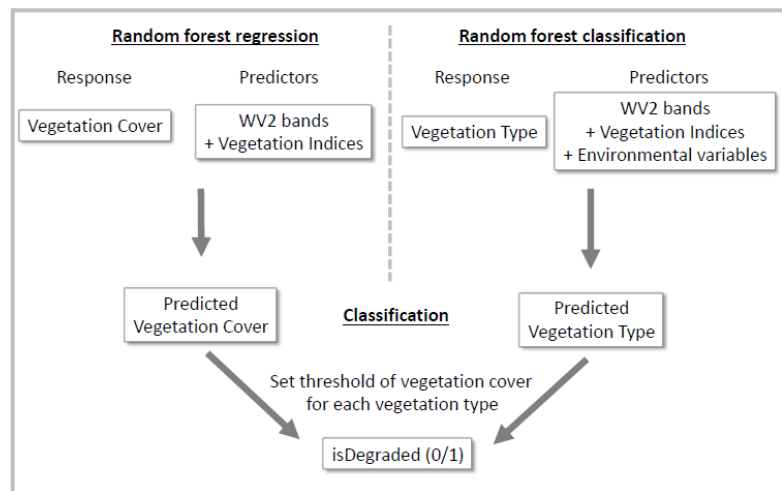 Random forest regression
Response
Predictors
Vegetation Cover
WV2 bands
+ Vegetation Indices
Random forest classification
Response
Predictors
Vegetation Type
WV2 bands
+ Vegetation Indices
+ Environmental variables
Predicted
Vegetation Cover
Classification
Predicted
Vegetation Type
Set threshold of vegetation cover
for each vegetation type
isDegraded (0/1)